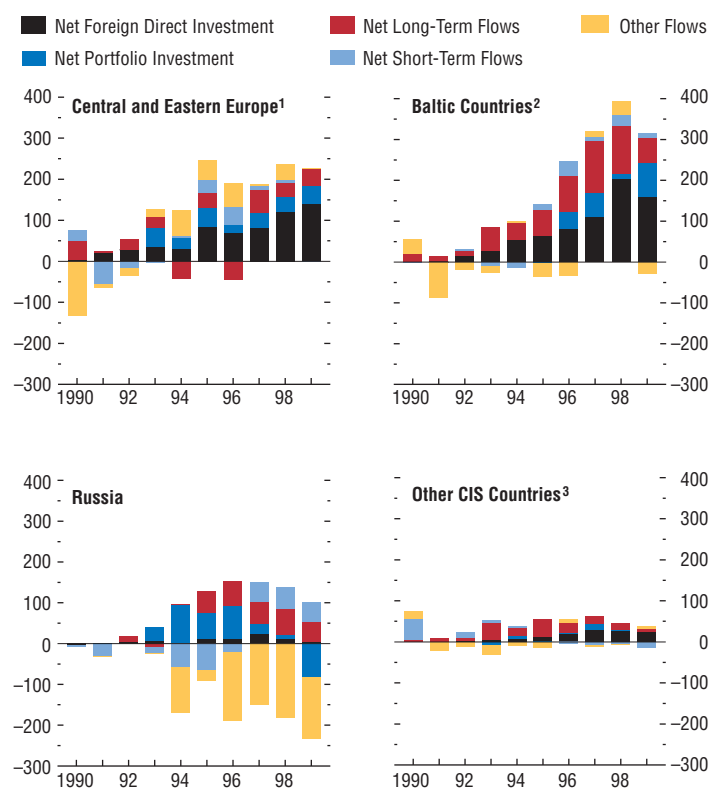 Net Foreign Direct Investment Net Long-Term Flows Other Flows
Net Portfolio Investment Net Short-Term Flows
Central and Eastern Europe¹ Baltic Countries²
400 400
300 300
200 200
100 100
0 0
–100 –100
–200 –200
–300 –300
1990 92 94 96 98 1990 92 94 96 98
Russia Other CIS Countries³
400 400
300 300
200 200
100 100
0 0
–100 –100
–200 –200
–300 –300
1990 92 94 96 98 1990 92 94 96 98